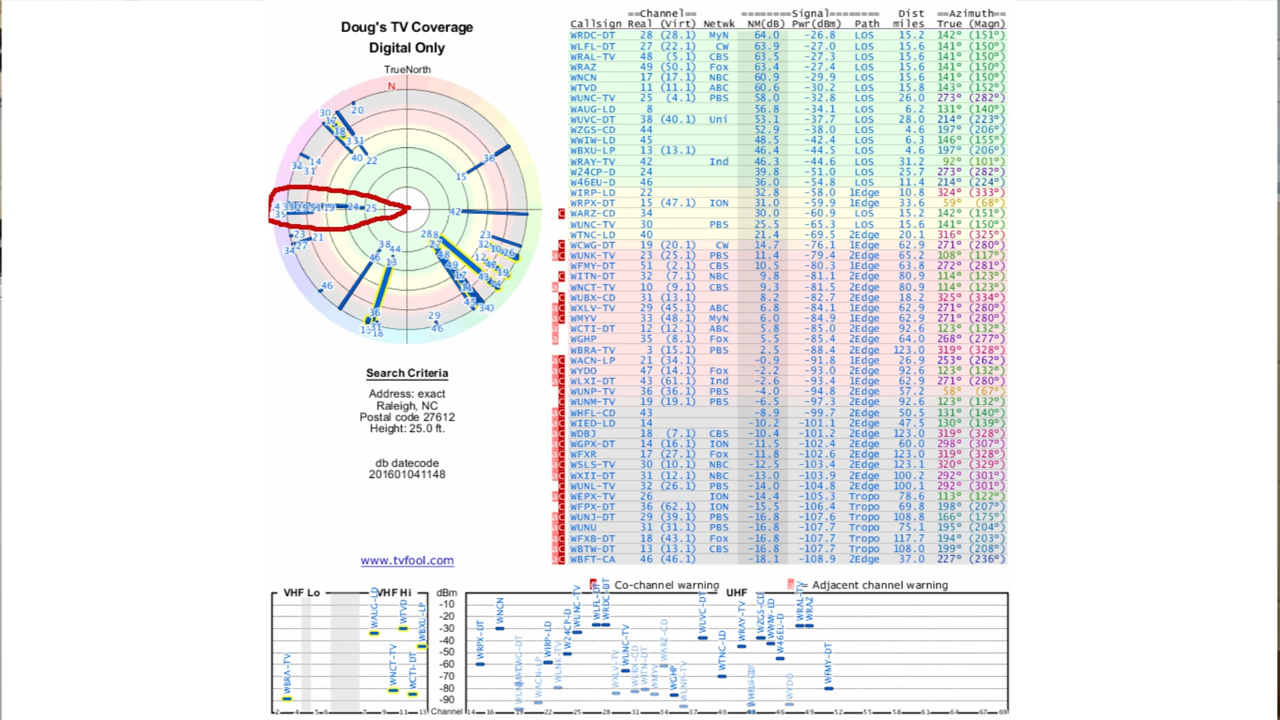 Doug's TV Coverage
Digital Only
TrueNorth
N
Search Criteria
Address: exact
Raleigh, NC
Postal code 27612
Height: 25.0 ft.
db datecode
201601041148
www.tvfool.com
==Channel== ========Signal======= Dist ==Azimuth==
Callsign Real (Virt) Netwk NM(dB) Pwr(dBm) Path miles True (Magn)
WRDC-DT 28 (28.1) MyN 64.0 -26.8 LOS 15.2 142° (151°)
WLFL-DT 27 (22.1) CW 63.9 -27.0 LOS 15.6 141° (150°)
WRAL-TV 48 (5.1) CBS 63.5 -27.3 LOS 15.6 141° (150°)
WRAZ 49 (50.1) Fox 63.4 -27.4 LOS 15.6 141° (150°)
WNCN 17 (17.1) NBC 60.9 -29.9 LOS 15.6 141° (150°)
WTVD 11 (11.1) ABC 60.6 -30.2 LOS 15.8 143° (152°)
WUNC-TV 25 (4.1) PBS 58.0 -32.8 LOS 26.0 273° (282°)
WAUG-LD 8 56.8 -34.1 LOS 6.2 131° (140°)
WUVC-DT 38 (40.1) Uni 53.1 -37.7 LOS 28.0 214° (223°)
WZGS-CD 44 52.9 -38.0 LOS 4.6 197° (206°)
WWIW-LD 45 48.5 -42.4 LOS 6.3 146° (155°)
WBXU-LP 13 (13.1) 46.4 -44.5 LOS 4.6 197° (206°)
WRAY-TV 42 Ind 46.3 -44.6 LOS 31.2 92° (101°)
W24CP-D 24 39.8 -51.0 LOS 25.7 273° (282°)
W46EU-D 46 36.0 -54.8 LOS 11.4 214° (224°)
WIRP-LD 22 32.8 -58.0 1Edge 10.8 324° (333°)
WRPX-DT 15 (47.1) ION 31.0 -59.9 1Edge 33.6 59° (68°)
WARZ-CD 34 30.0 -60.9 LOS 15.2 142° (151°)
WUNC-TV 30 PBS 25.5 -65.3 LOS 15.6 141° (150°)
WTNC-LD 40 21.4 -69.5 2Edge 20.1 316° (325°)
WCWG-DT 19 (20.1) CW 14.7 -76.1 1Edge 62.9 271° (280°)
WUNK-TV 23 (25.1) PBS 11.4 -79.4 2Edge 65.2 108° (117°)
WFMY-DT 51 (2.1) CBS 10.5 -80.3 1Edge 63.8 272° (281°)
WITN-DT 32 (7.1) NBC 9.8 -81.1 2Edge 80.9 114° (123°)
WNCT-TV 10 (9.1) CBS 9.3 -81.5 2Edge 80.9 114° (123°)
WUBX-CD 31 (13.1) 8.2 -82.7 2Edge 18.2 325° (334°)
WXLV-TV 29 (45.1) ABC 6.8 -84.1 1Edge 62.9 271° (280°)
WMYV 33 (48.1) MyN 6.0 -84.9 1Edge 62.9 271° (280°)
WCTI-DT 12 (12.1) ABC 5.8 -85.0 2Edge 92.6 123° (132°)
WGHP 35 (8.1) Fox 5.5 -85.4 2Edge 64.0 268° (277°)
WBRA-TV 3 (15.1) PBS 2.5 -88.4 2Edge 123.0 319° (328°)
WACN-LP 21 (34.1) -0.9 -91.8 1Edge 26.9 253° (262°)
WYDO 47 (14.1) Fox -2.2 -93.0 2Edge 92.6 123° (132°)
WLXI-DT 43 (61.1) Ind -2.6 -93.4 1Edge 62.9 271° (280°)
WUNP-TV 36 (36.1) PBS -4.0 -94.8 2Edge 57.2 58° (67°)
WUNM-TV 19 (19.1) PBS -6.5 -97.3 2Edge 92.6 123° (132°)
WHFL-CD 43 -8.9 -99.7 2Edge 50.5 131° (140°)
WIED-LD 14 -10.2 -101.1 2Edge 47.5 130° (139°)
WDBJ 18 (7.1) CBS -10.4 -101.2 2Edge 123.0 319° (328°)
WGPX-DT 14 (16.1) ION -11.5 -102.4 2Edge 60.0 298° (307°)
WFXR 17 (27.1) Fox -11.8 -102.6 2Edge 123.0 319° (328°)
WSLS-TV 30 (10.1) NBC -12.5 -103.4 2Edge 123.1 320° (329°)
WXII-DT 31 (12.1) NBC -13.0 -103.9 2Edge 100.2 292° (301°)
WUNL-TV 32 (26.1) PBS -14.0 -104.8 2Edge 100.1 292° (301°)
WEPX-TV 26 ION -14.4 -105.3 Tropo 78.6 113° (122°)
WFPX-DT 36 (62.1) ION -15.5 -106.4 Tropo 69.8 198° (207°)
WUNJ-DT 29 (39.1) PBS -16.8 -107.6 Tropo 108.8 166° (175°)
WUNU 31 (31.1) PBS -16.8 -107.7 Tropo 75.1 195° (204°)
WFXB-DT 18 (43.1) Fox -16.8 -107.7 Tropo 117.7 194° (203°)
WBTW-DT 13 (13.1) CBS -16.8 -107.7 Tropo 108.0 199° (208°)
WBFT-CA 46 (46.1) -18.1 -108.9 2Edge 37.0 227° (236°)
C = Co-channel warning a = Adjacent channel warning
VHF Lo VHF Hi dBm UHF
-10
-20
-30
-40
-50
-60
-70
-80
-90
Channel